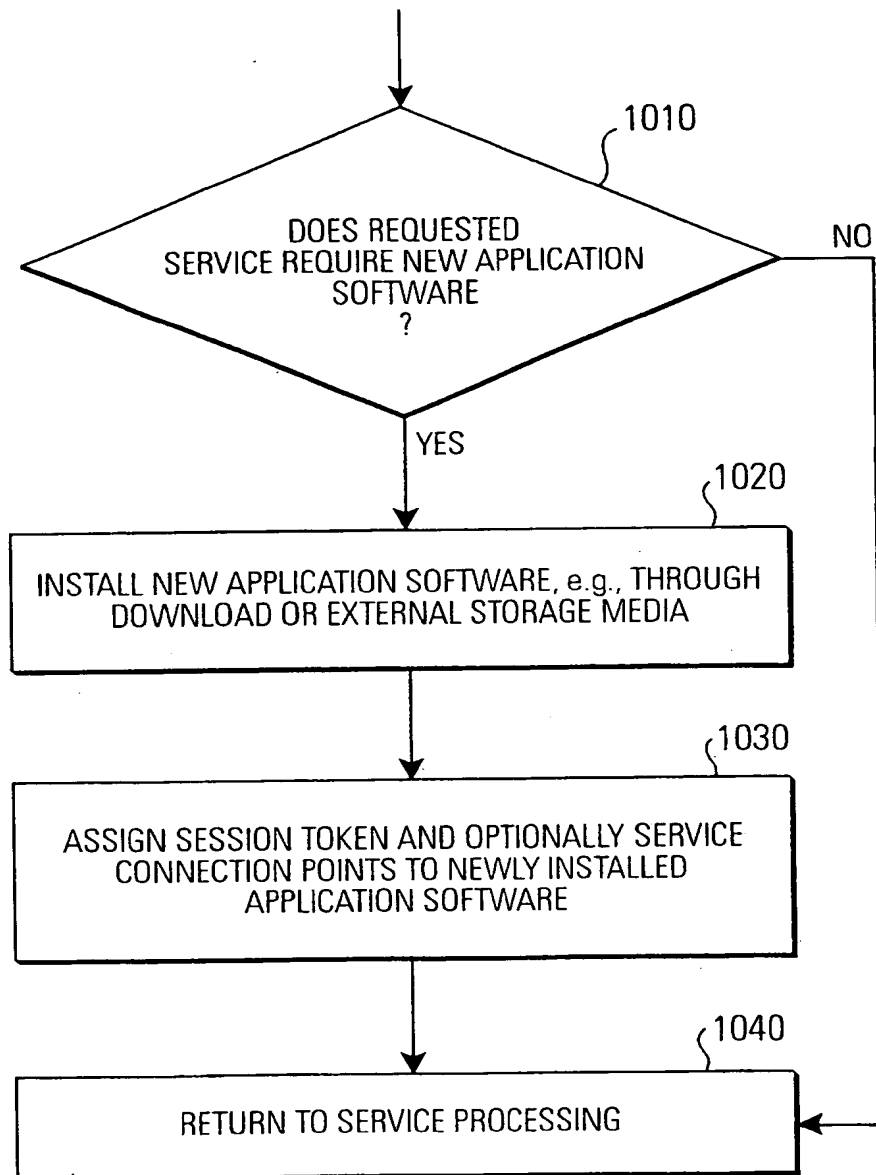 1010
DOES REQUESTED
SERVICE REQUIRE NEW APPLICATION
SOFTWARE
?
NO
YES
1020
INSTALL NEW APPLICATION SOFTWARE, e.g., THROUGH
DOWNLOAD OR EXTERNAL STORAGE MEDIA
1030
ASSIGN SESSION TOKEN AND OPTIONALLY SERVICE
CONNECTION POINTS TO NEWLY INSTALLED
APPLICATION SOFTWARE
1040
RETURN TO SERVICE PROCESSING